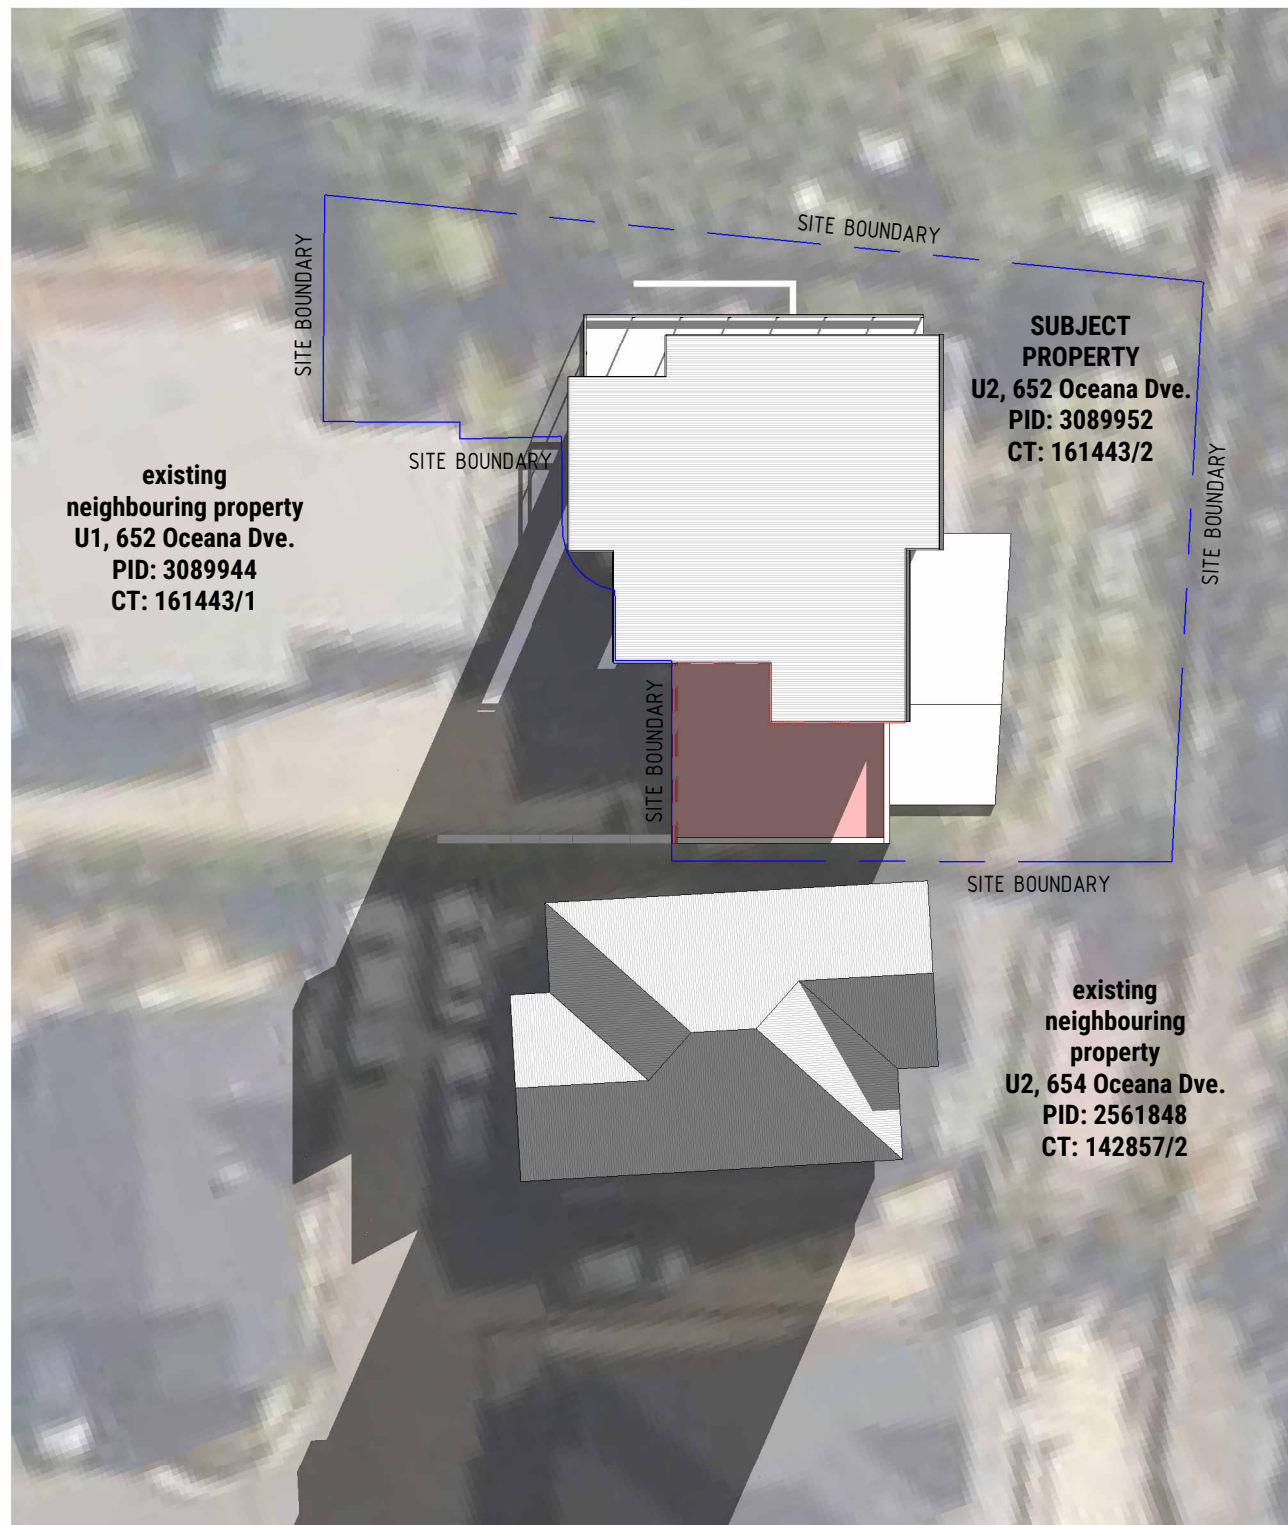 SITE BOUNDARY
SITE BOUNDARY
SUBJECT
PROPERTY
U2, 652 Oceana Dve.
PID: 3089952
CT: 161443/2
SITE BOUNDARY
SITE BOUNDARY
existing
neighbouring property
U1, 652 Oceana Dve.
PID: 3089944
CT: 161443/1
SITE BOUNDARY
SITE BOUNDARY
existing
neighbouring
property
U2, 654 Oceana Dve.
PID: 2561848
CT: 142857/2